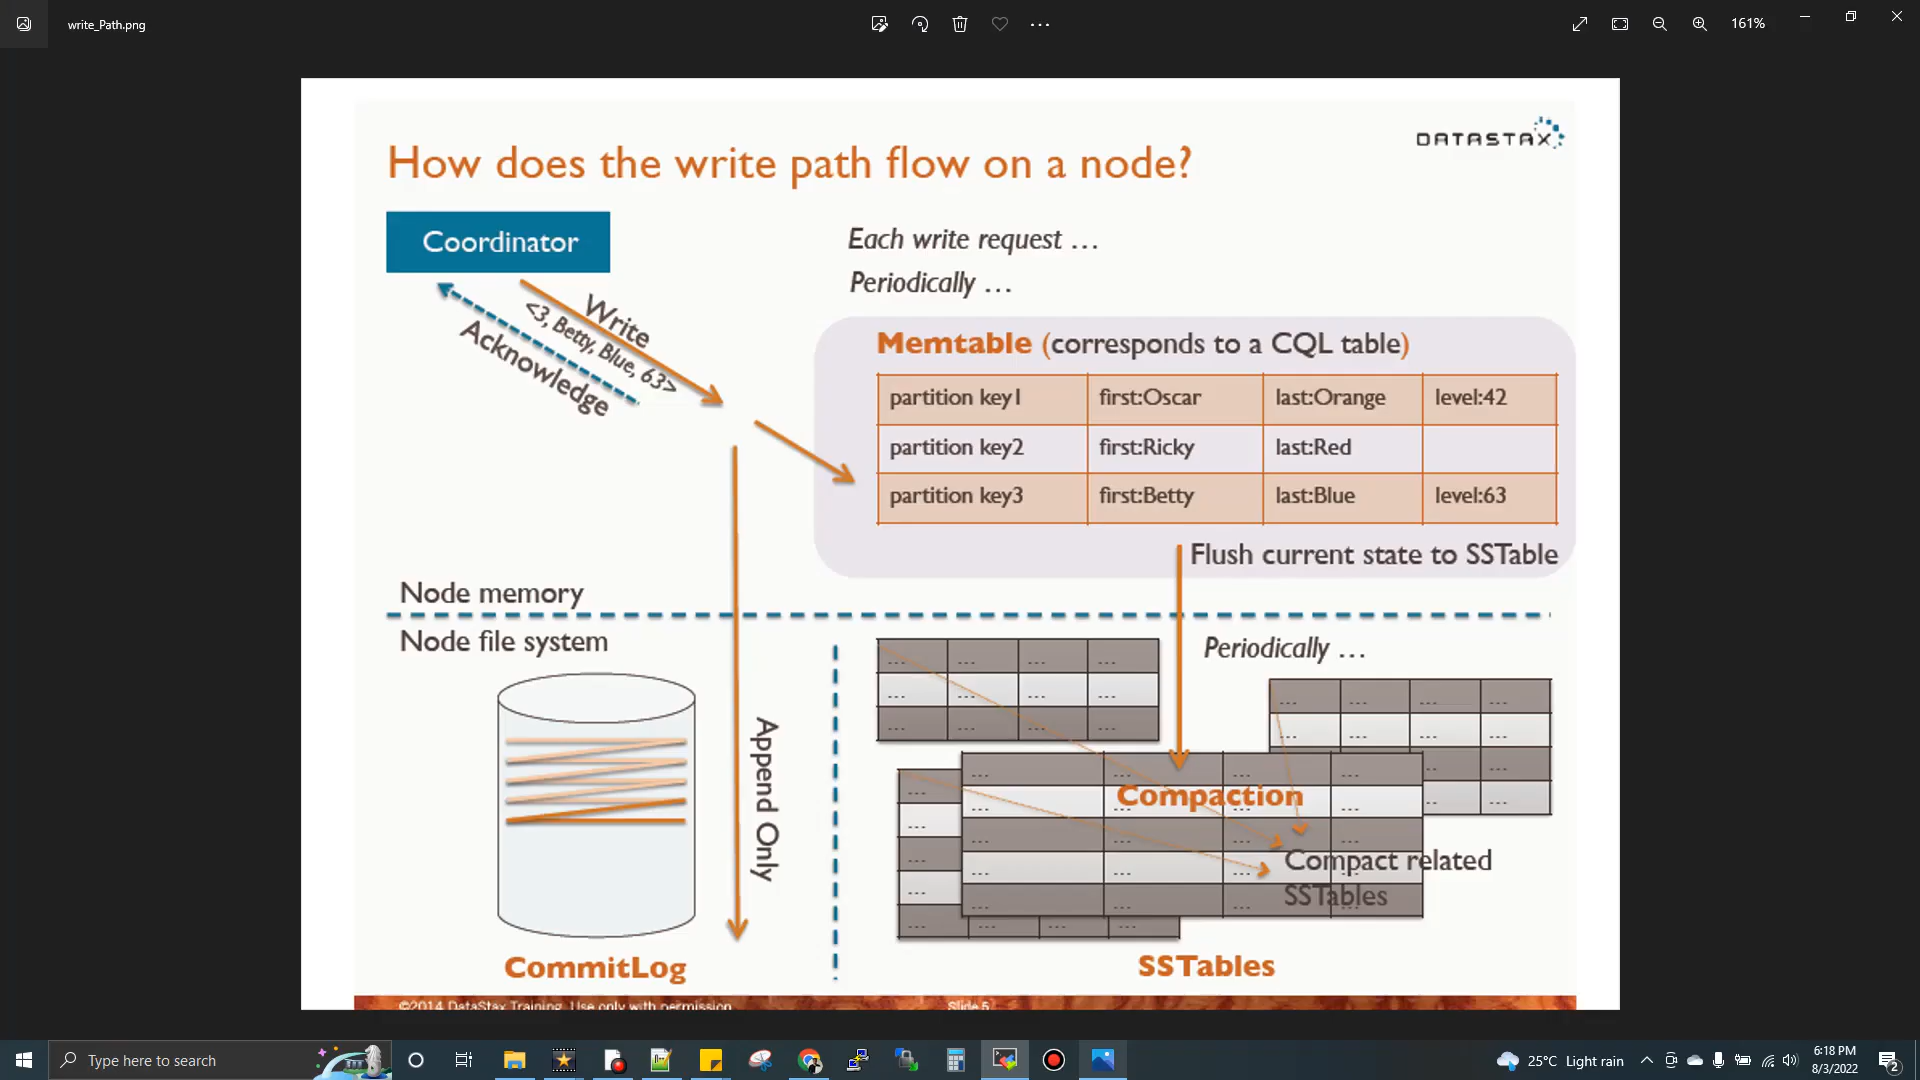 write_Path.png
161%
DATASTAX
How does the write path flow on a node?
Coordinator
Each write request …
Periodically …
Write
<3, Betty, Blue, 63>
Acknowledge
Memtable (corresponds to a CQL table)
partition key1 first:Oscar last:Orange level:42
partition key2 first:Ricky last:Red
partition key3 first:Betty last:Blue level:63
Flush current state to SSTable
Node memory
Node file system
Periodically …
Append Only
... ... ... ...
... ... ... ...
... ... ... ...
Compaction
Compact related
SSTables
CommitLog
SSTables
©2014 DataStax Training. Use only with permission
Slide 5
Type here to search
25°C Light rain
6:18 PM
8/3/2022
2